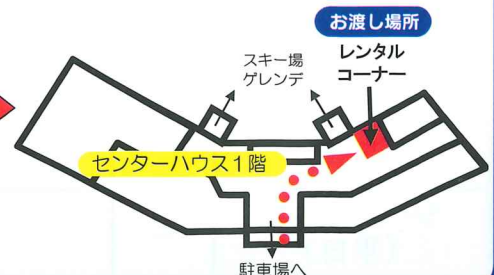 お渡し場所
レンタル
コーナー
スキー場
ゲレンデ
センターハウス1階
駐車場へ